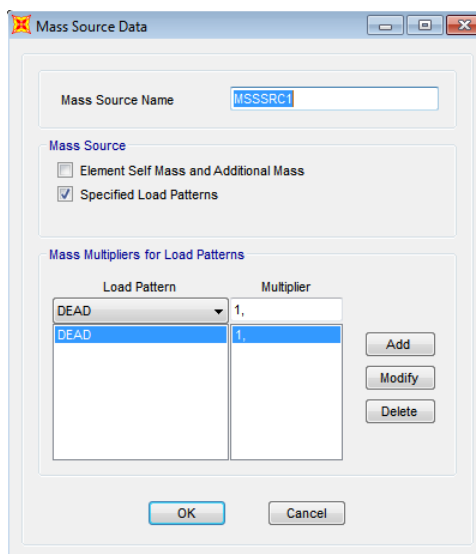 Mass Source Data
Mass Source Name MSSSRC1
Mass Source
Element Self Mass and Additional Mass
Specified Load Patterns
Mass Multipliers for Load Patterns
Load Pattern Multiplier
DEAD 1,
DEAD 1,
Add
Modify
Delete
OK Cancel